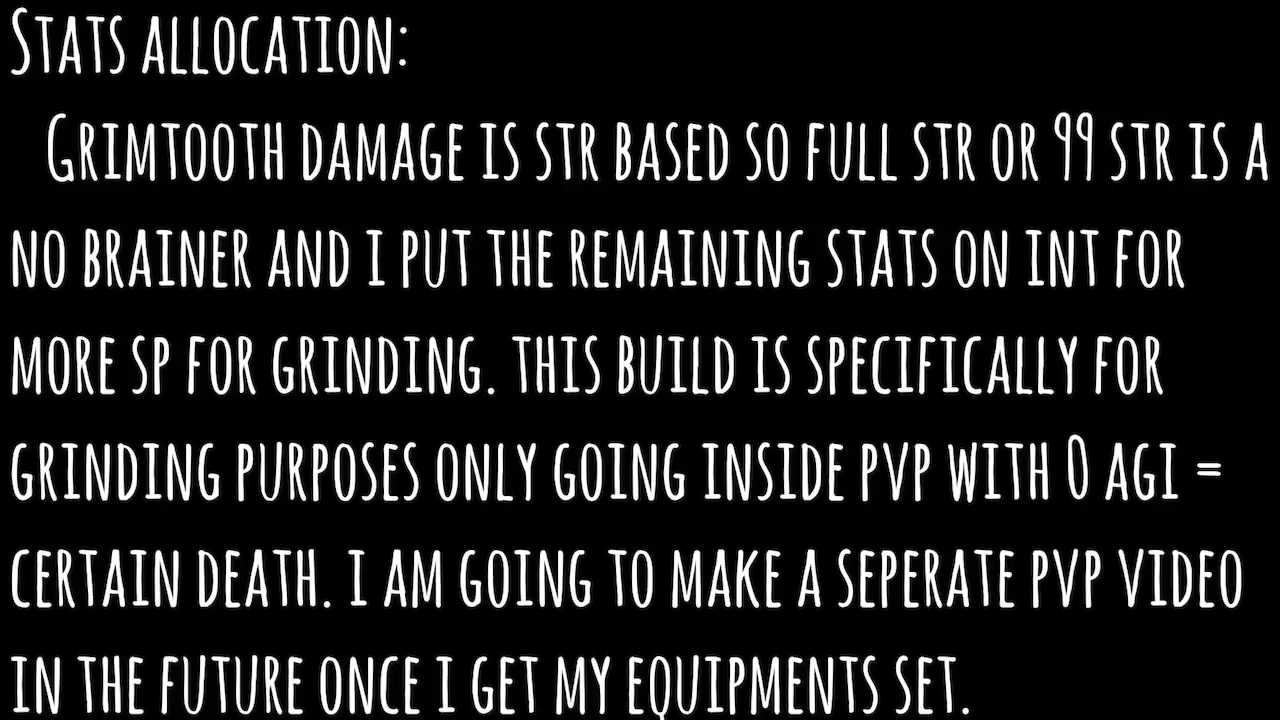 Stats allocation:
Grimtooth damage is str based so full str or 99 str is a
no brainer and i put the remaining stats on int for
more sp for grinding. this build is specifically for
grinding purposes only going inside pvp with 0 agi =
certain death. i am going to make a seperate pvp video
in the future once i get my equipments set.